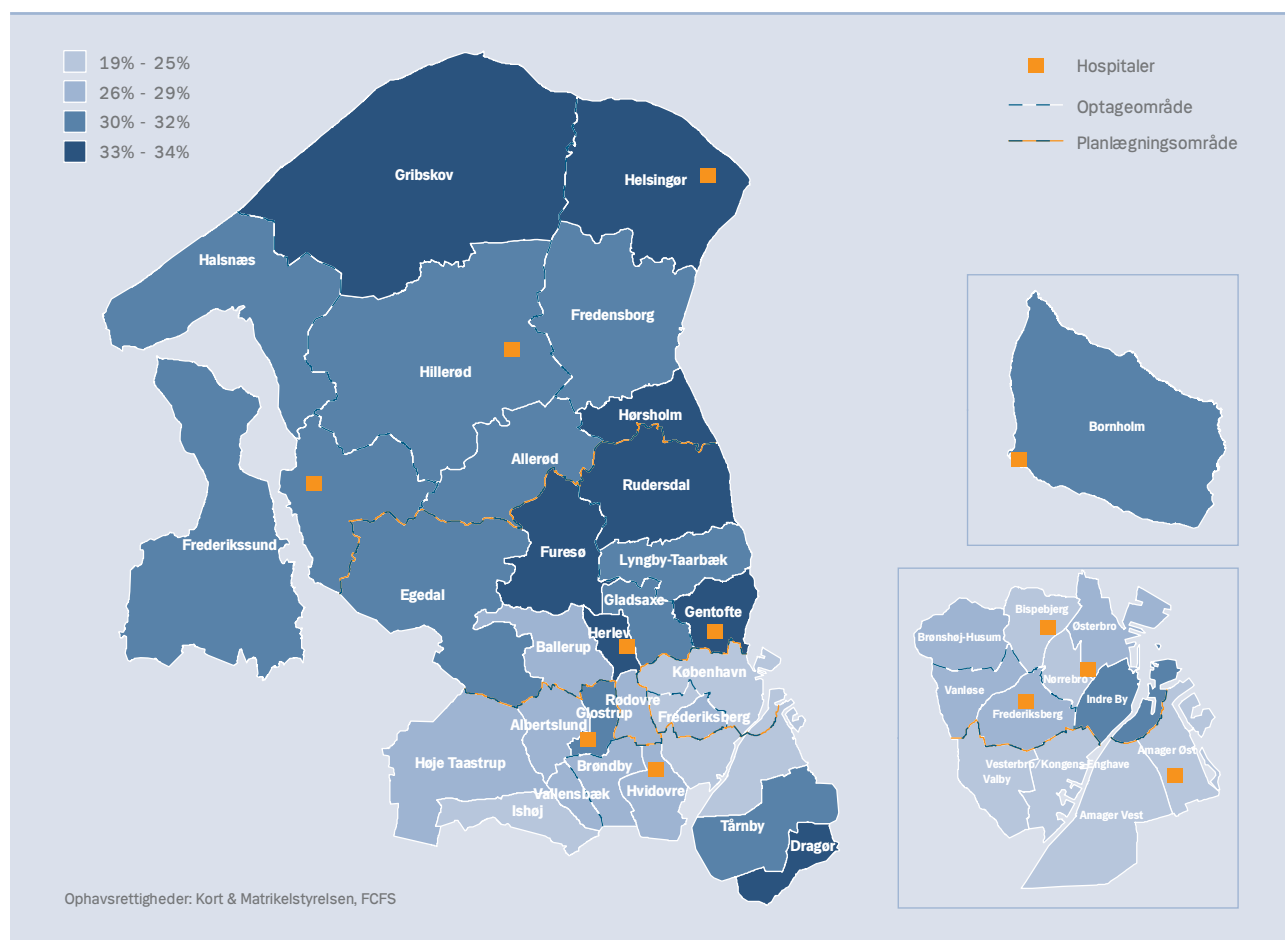 19% - 25%
26% - 29%
30% - 32%
33% - 34%
Hospitaler
Optageområde
Planlægningsområde
Gribskov
Helsingør
Halsnæs
Fredensborg
Hillerød
Hørsholm
Allerød
Rudersdal
Frederikssund
Furesø
Lyngby-Taarbæk
Egedal
Gladsaxe
Gentofte
Herlev
Ballerup
København
Rødovre
Glostrup
Frederiksberg
Albertslund
Høje Taastrup
Brøndby
Vallensbæk
Hvidovre
Ishøj
Tårnby
Dragør
Bornholm
Bispebjerg
Østerbro
Brønshøj-Husum
Nørrebro
Vanløse
Indre By
Frederiksberg
Amager Øst
Vesterbro/Kongens Enghave
Valby
Amager Vest
Ophavsrettigheder: Kort & Matrikelstyrelsen, FCFS